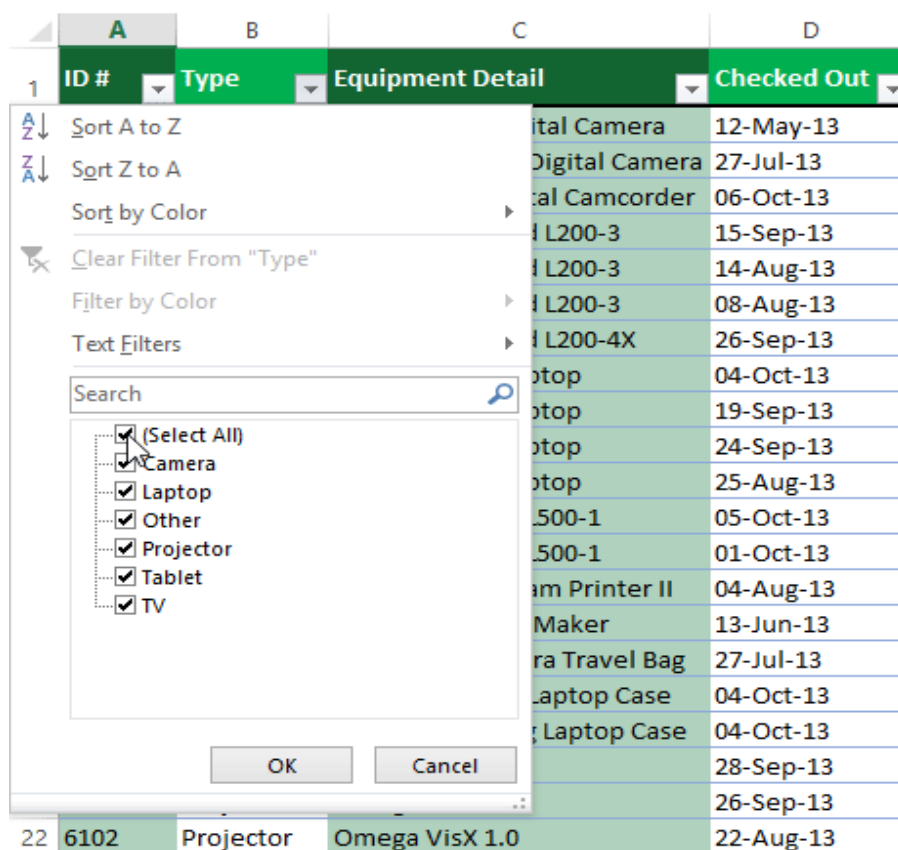 A B C D
1 ID # Type Equipment Detail Checked Out
A Z Sort A to Z ital Camera 12-May-13
Z A Sort Z to A Digital Camera 27-Jul-13
Sort by Color tal Camcorder 06-Oct-13
L200-3 15-Sep-13
Clear Filter From "Type" L200-3 14-Aug-13
Filter by Color L200-3 08-Aug-13
Text Filters L200-4X 26-Sep-13
Search ptop 04-Oct-13
(Select All) ptop 19-Sep-13
Camera ptop 24-Sep-13
Laptop ptop 25-Aug-13
Other L500-1 05-Oct-13
Projector L500-1 01-Oct-13
Tablet am Printer II 04-Aug-13
TV Maker 13-Jun-13
ra Travel Bag 27-Jul-13
Laptop Case 04-Oct-13
g Laptop Case 04-Oct-13
OK Cancel 28-Sep-13
26-Sep-13
22 6102 Projector Omega VisX 1.0 22-Aug-13